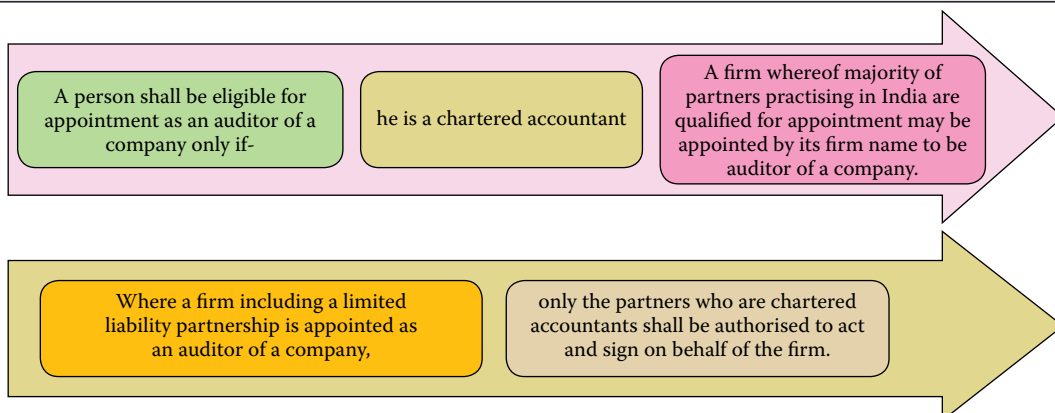 A person shall be eligible for
appointment as an auditor of a
company only if-
he is a chartered accountant
A firm whereof majority of
partners practising in India are
qualified for appointment may be
appointed by its firm name to be
auditor of a company.
Where a firm including a limited
liability partnership is appointed as
an auditor of a company,
only the partners who are chartered
accountants shall be authorised to act
and sign on behalf of the firm.